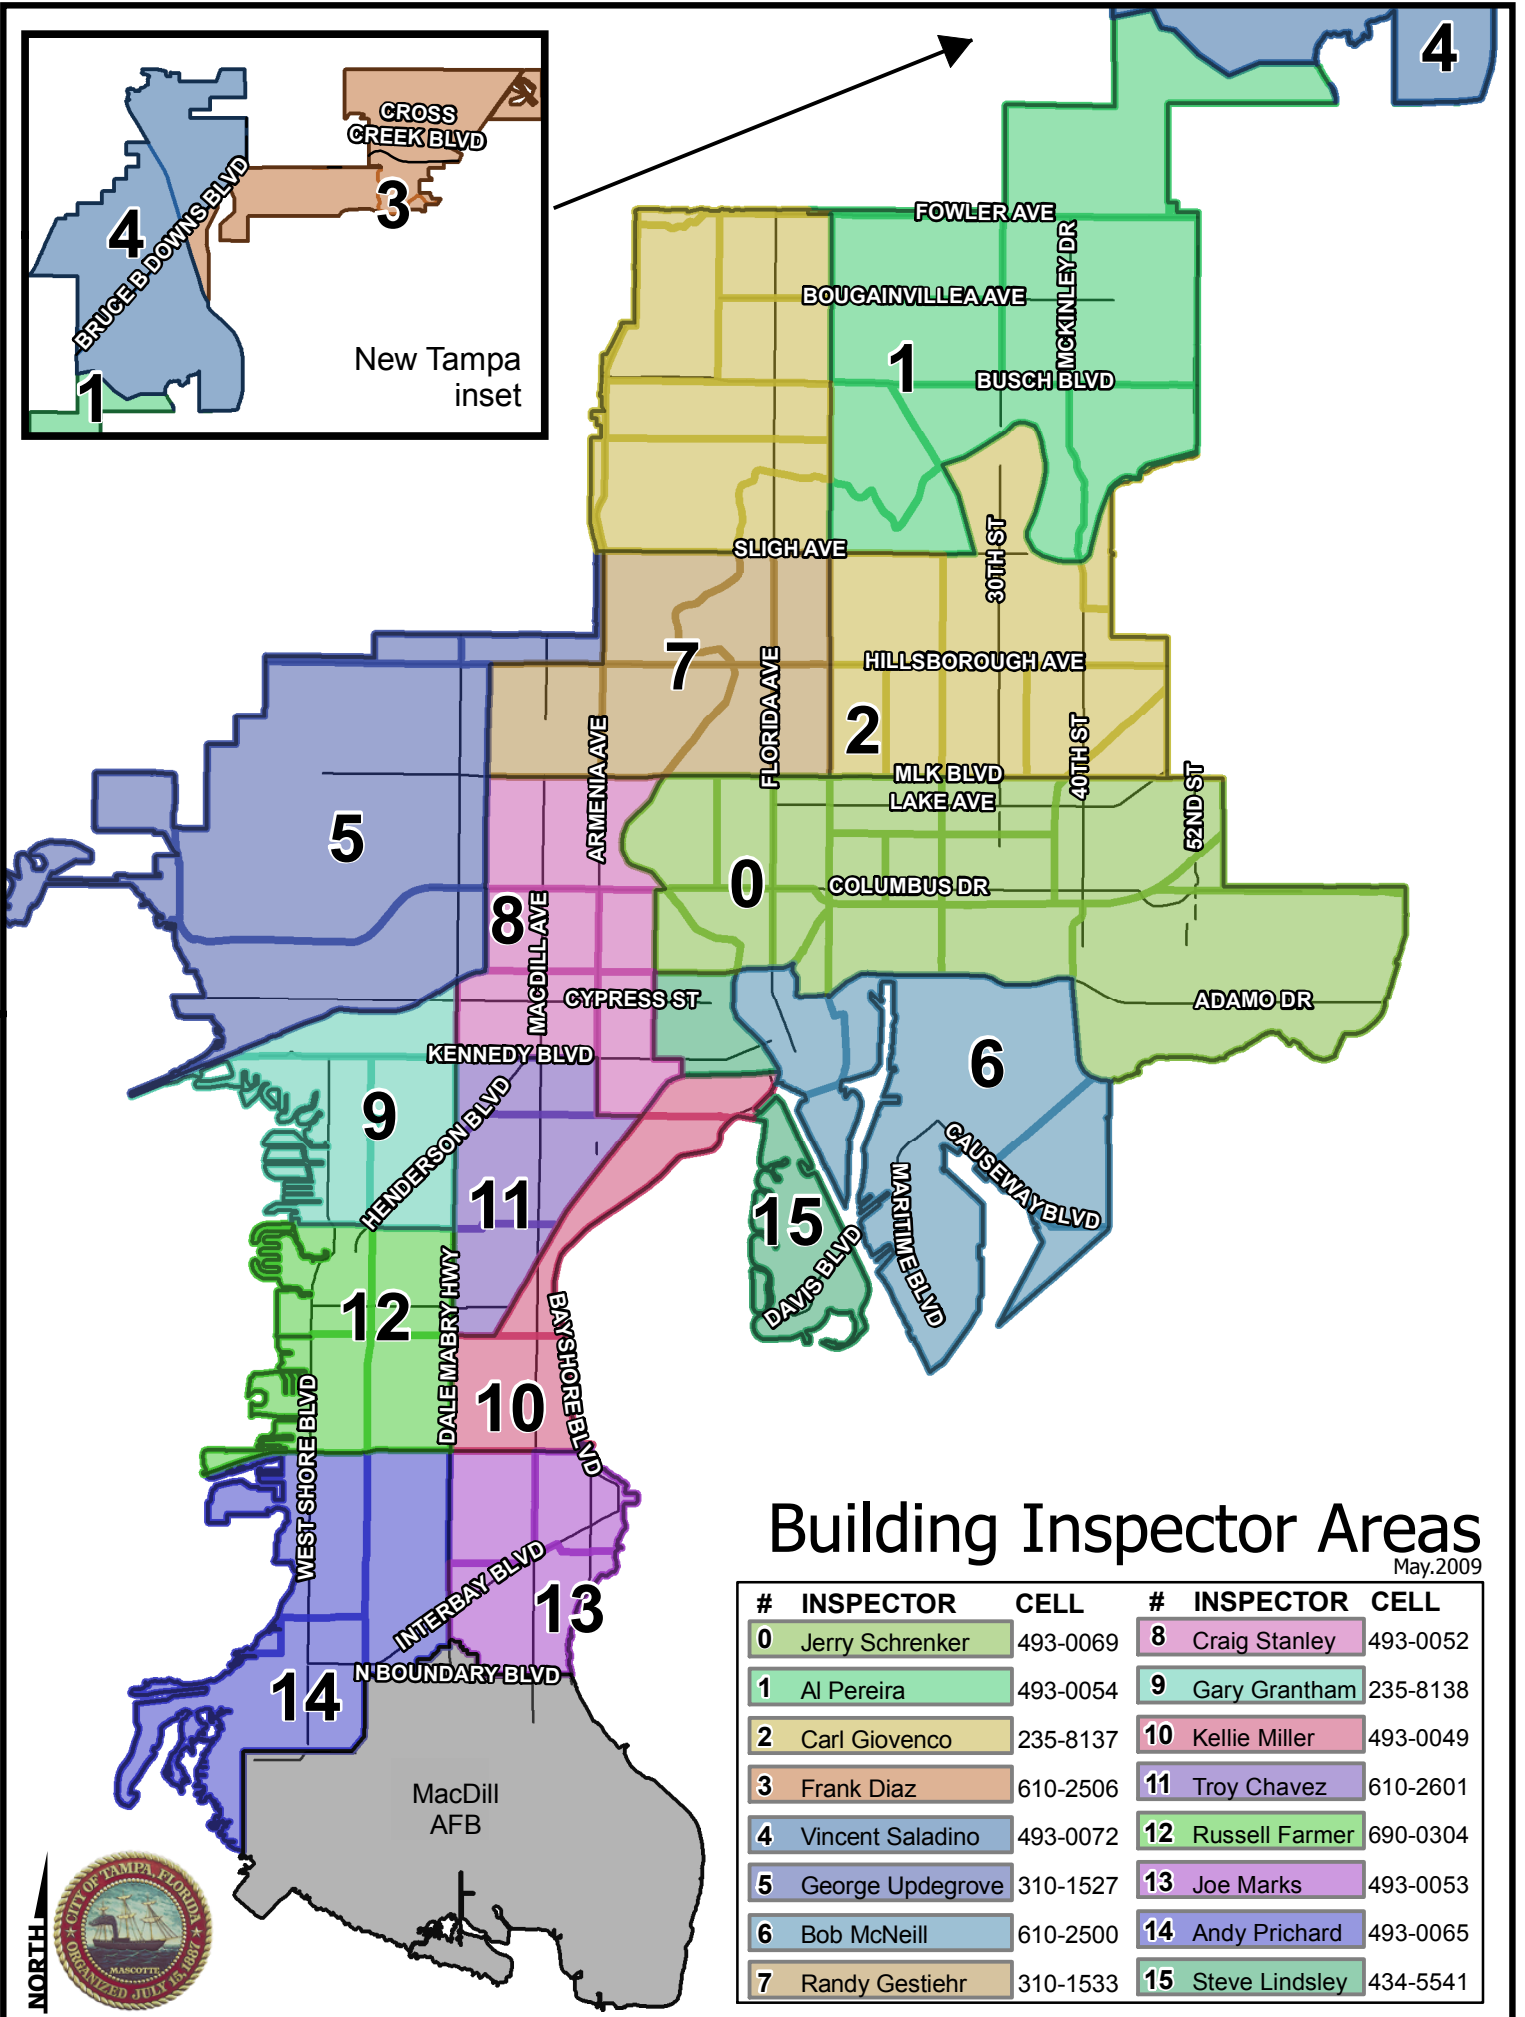 CROSS
CREEK BLVD
3
4
BRUCE B DOWNS BLVD
1
New Tampa
inset
4
FOWLER AVE
MCKINLEY DR
BOUGAINVILLEA AVE
1
BUSCH BLVD
SLIGH AVE
30TH ST
7
FLORIDA AVE
HILLSBOROUGH AVE
2
40TH ST
MLK BLVD
LAKE AVE
ARMENIA AVE
52ND ST
5
0
COLUMBUS DR
8
MACDILL AVE
CYPRESS ST
ADAMO DR
KENNEDY BLVD
6
9
HENDERSON BLVD
CAUSEWAY BLVD
11
15
MARITIME BLVD
DAVIS BLVD
12
DALE MABRY HWY
BAYSHORE BLVD
10
WEST SHORE BLVD
INTERBAY BLVD
13
N BOUNDARY BLVD
14
MacDill
AFB
NORTH
CITY OF TAMPA, FLORIDA
MASCOTTE
ORGANIZED JULY 15, 1887
Building Inspector Areas
May.2009
# INSPECTOR CELL # INSPECTOR CELL
0 Jerry Schrenker 493-0069 8 Craig Stanley 493-0052
1 Al Pereira 493-0054 9 Gary Grantham 235-8138
2 Carl Giovenco 235-8137 10 Kellie Miller 493-0049
3 Frank Diaz 610-2506 11 Troy Chavez 610-2601
4 Vincent Saladino 493-0072 12 Russell Farmer 690-0304
5 George Updegrove 310-1527 13 Joe Marks 493-0053
6 Bob McNeill 610-2500 14 Andy Prichard 493-0065
7 Randy Gestiehr 310-1533 15 Steve Lindsley 434-5541